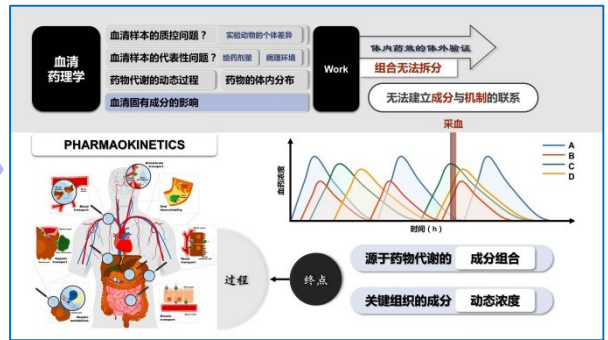 血清
药理学
血清样本的质控问题？
实验动物的个体差异
血清样本的代表性问题？
给药剂量
病理环境
药物代谢的动态过程
药物的体内分布
血清固有成分的影响
Work
体内药效的体外验证
组合无法拆分
无法建立成分与机制的联系
PHARMAOKINETICS
采血
血药浓度
时间（h）
A
B
C
D
过程
终点
源于药物代谢的
成分组合
关键组织的成分
动态浓度